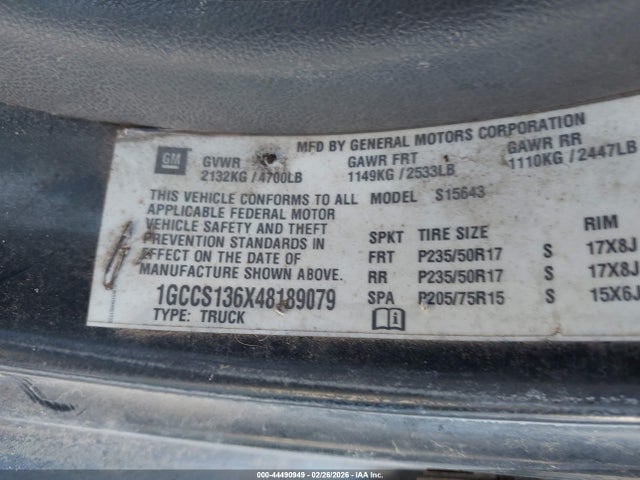 MFD BY GENERAL MOTORS CORPORATION
GM GVWR GAWR FRT GAWR RR
2132KG / 4700LB 1149KG / 2533LB 1110KG / 2447LB
THIS VEHICLE CONFORMS TO ALL MODEL S15643
APPLICABLE FEDERAL MOTOR
VEHICLE SAFETY AND THEFT
PREVENTION STANDARDS IN
EFFECT ON THE DATE OF
MANUFACTURE SHOWN ABOVE.
SPKT TIRE SIZE RIM
FRT P235/50R17 S 17X8J
RR P235/50R17 S 17X8J
SPA P205/75R15 S 15X6J
1GCCS136X48189079
TYPE: TRUCK
000-44490949 | 02/26/2026 - IAA Inc.